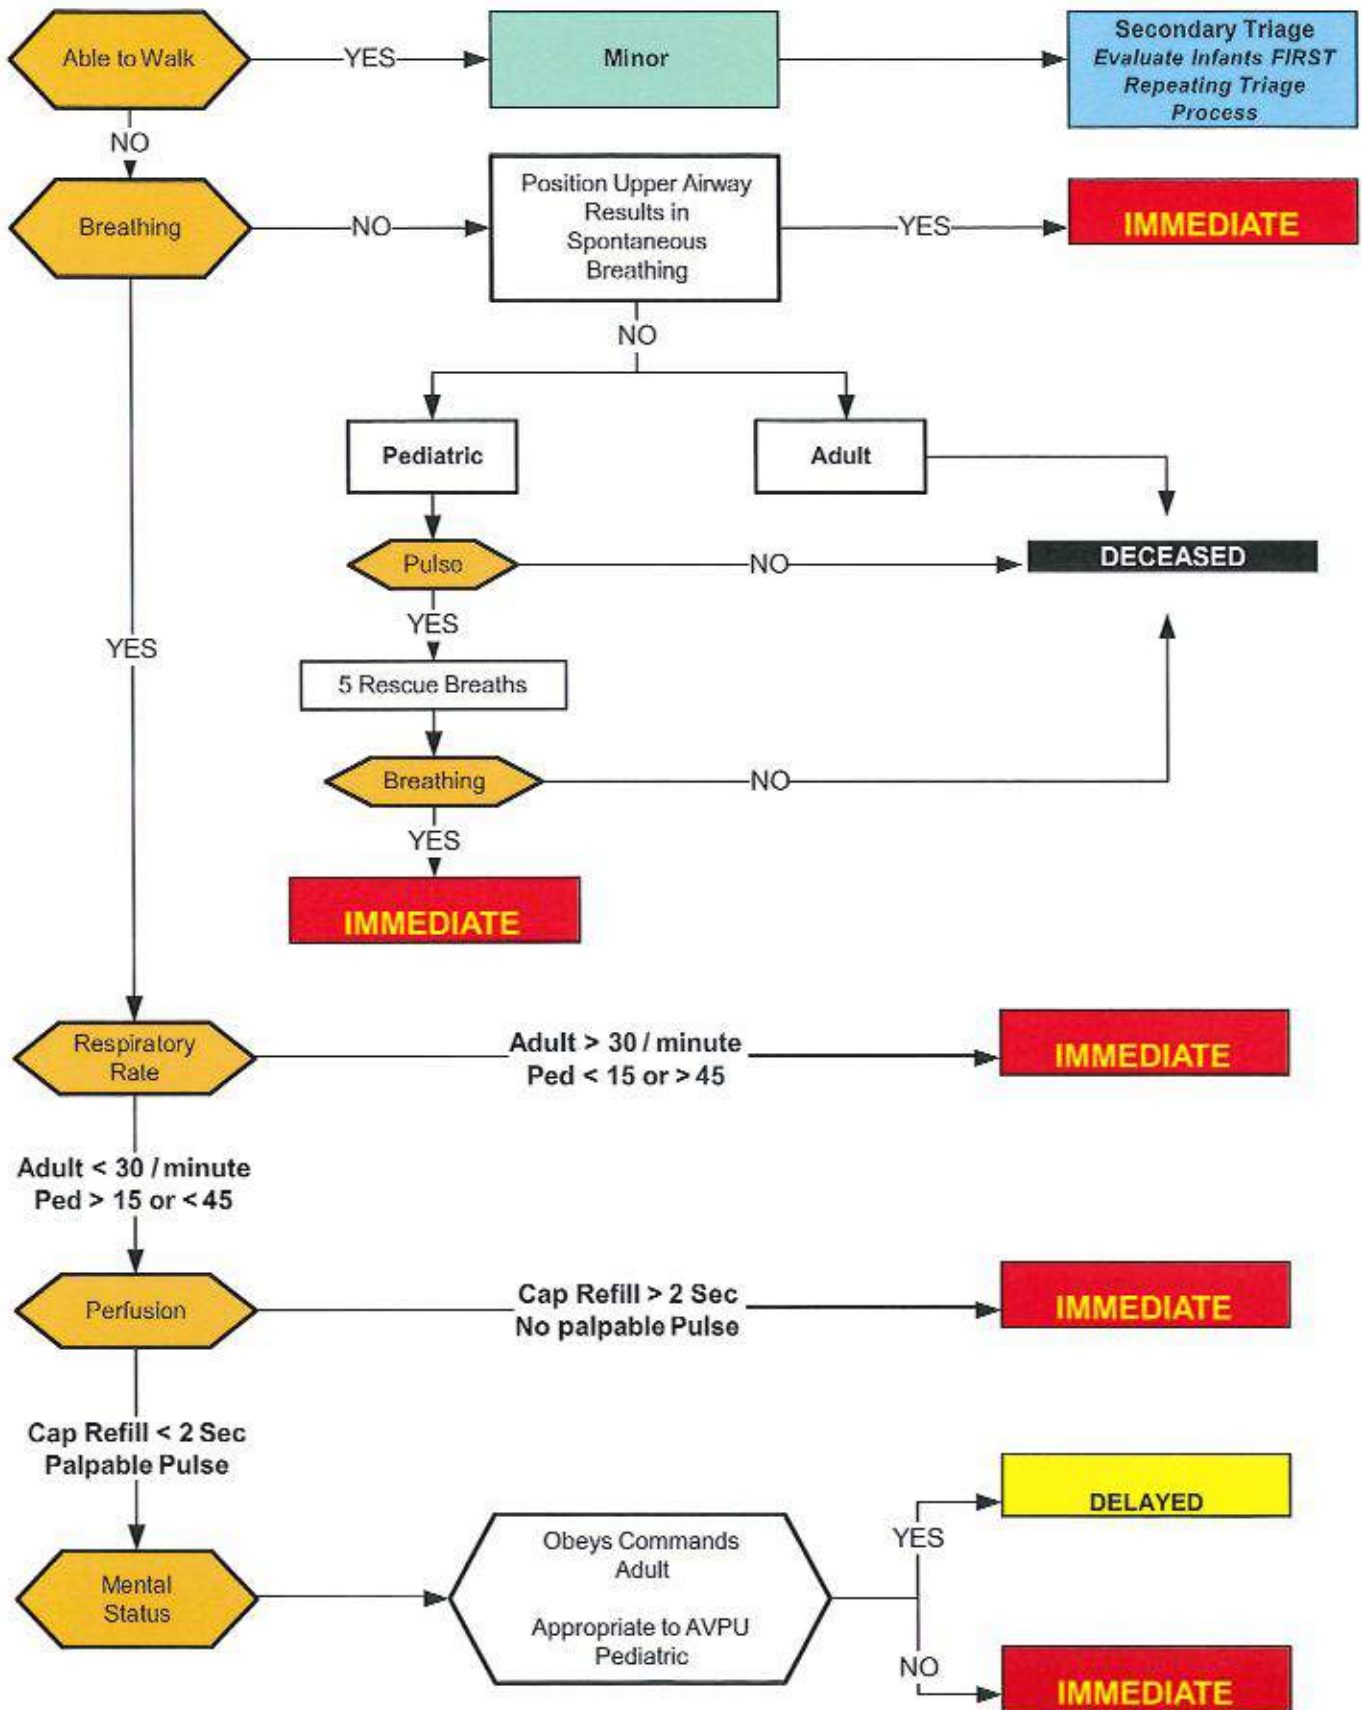 Able to Walk
YES
Minor
Secondary Triage
Evaluate Infants FIRST
Repeating Triage
Process
NO
Breathing
NO
Position Upper Airway
Results in
Spontaneous
Breathing
YES
IMMEDIATE
NO
Pediatric
Adult
Pulso
NO
DECEASED
YES
YES
5 Rescue Breaths
Breathing
NO
YES
IMMEDIATE
Respiratory
Rate
Adult > 30 / minute
Ped < 15 or > 45
IMMEDIATE
Adult < 30 / minute
Ped > 15 or < 45
Perfusion
Cap Refill > 2 Sec
No palpable Pulse
IMMEDIATE
Cap Refill < 2 Sec
Palpable Pulse
Mental
Status
Obeys Commands
Adult
Appropriate to AVPU
Pediatric
YES
DELAYED
NO
IMMEDIATE